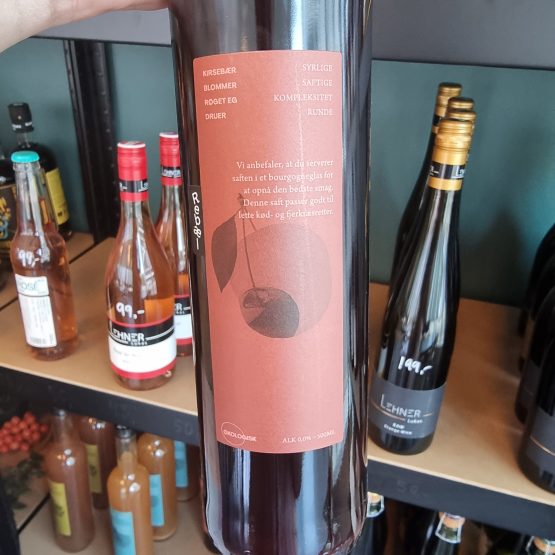 KIRSEBÆR SYRLIGE
BLOMMER SAFTIGE
RØGET EG KOMPLEKSITET
DRUER RUNDE
Vi anbefaler, at du serverer
saften i et bourgogneglas for
at opnå den bedste smag.
Denne saft passer godt til
lette kød- og fjerkræsretter.
ØKOLOGISK
ALK 0,0% – 500ML
99,-
99,-
LEHNER
199,-
LEHNER